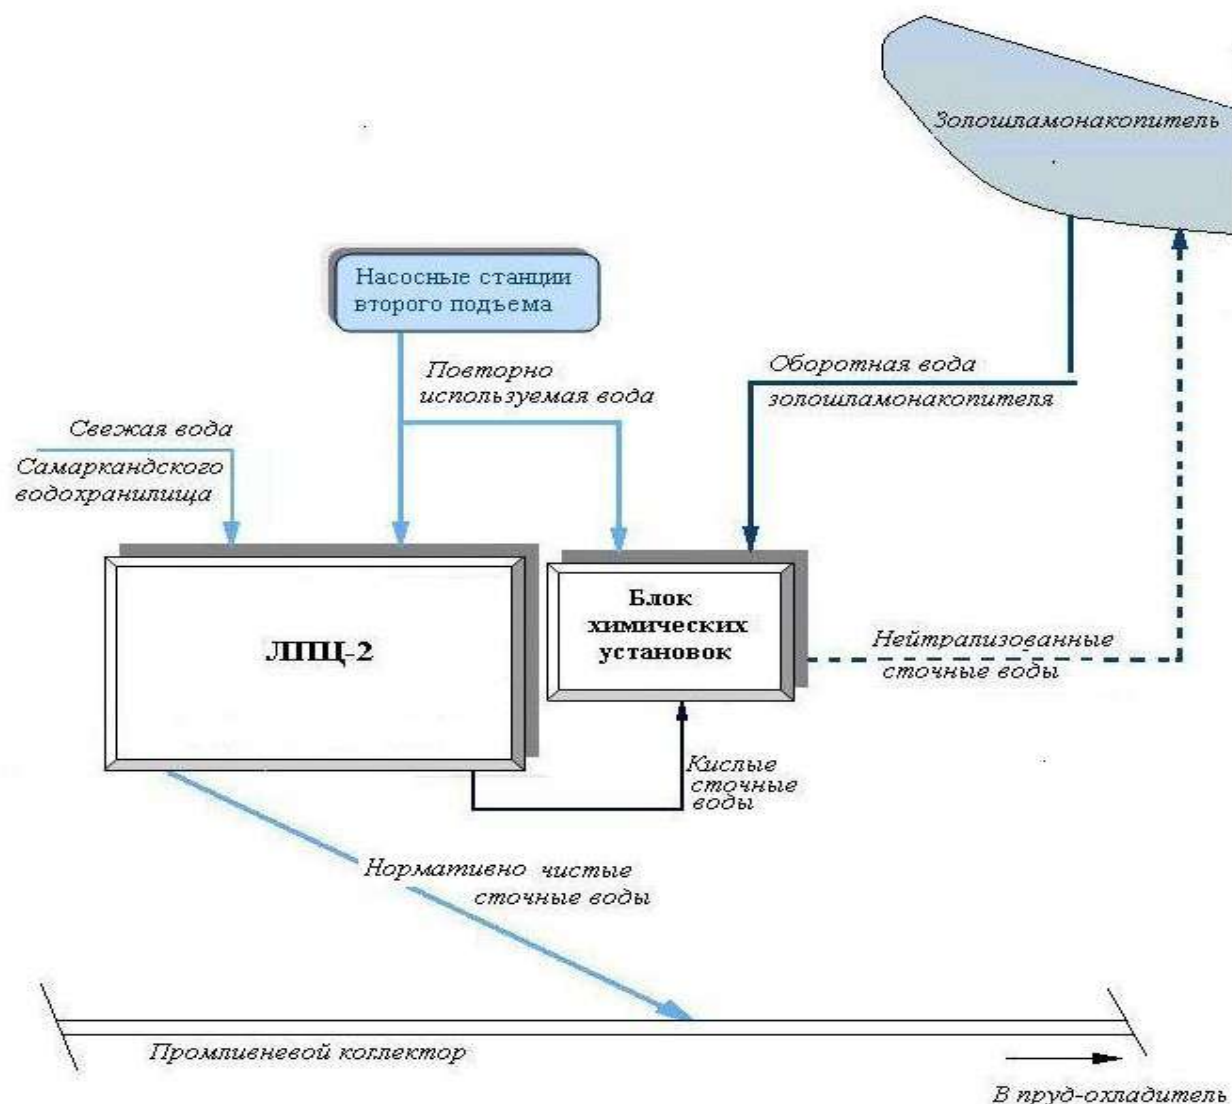 Золошламонакопитель
Насосные станции
второго подъема
Повторно
используемая вода
Оборотная вода
золошламонакопителя
Свежая вода
Самаркандского
водохранилища
ЛПЦ-2
Блок
химических
установок
Нейтрализованные
сточные воды
Кислые
сточные
воды
Нормативно чистые
сточные воды
Промливневой коллектор
В пруд-охладитель